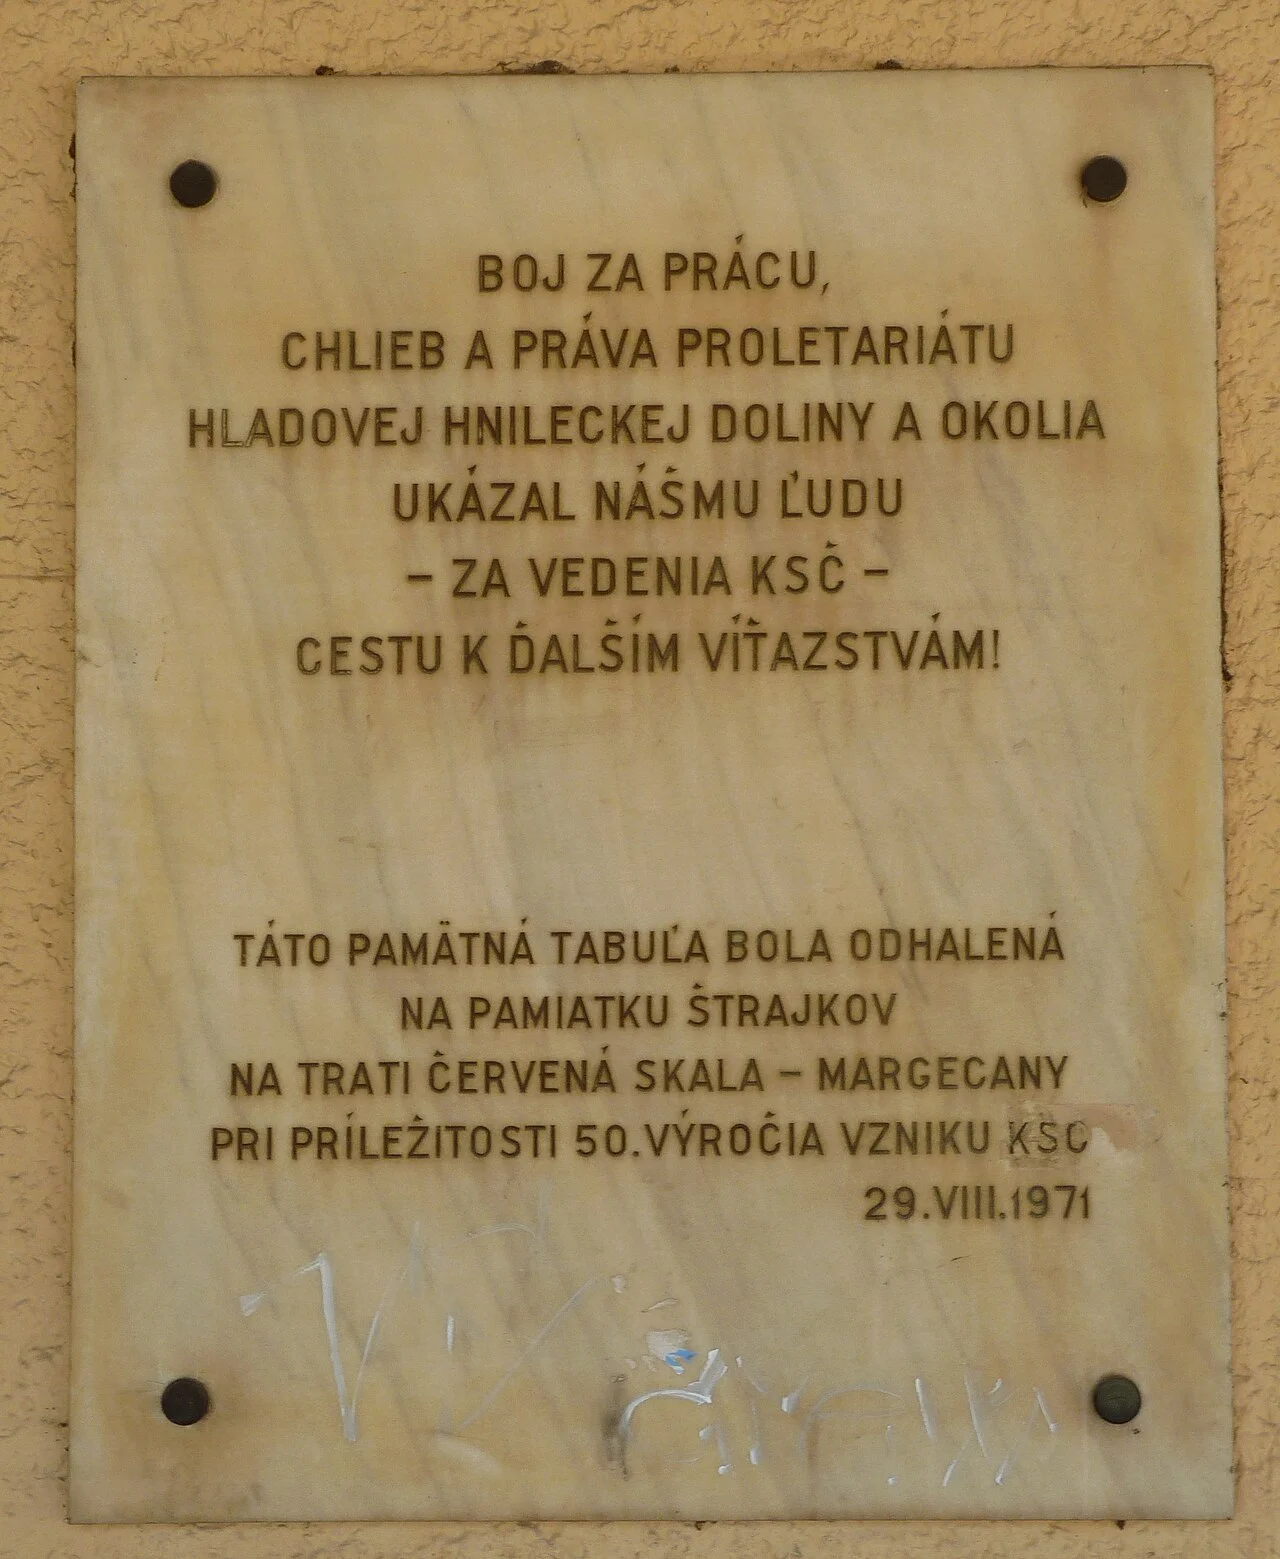 BOJ ZA PRÁCU,
CHLIEB A PRÁVA PROLETARIÁTU
HLADOVEJ HNILECKEJ DOLINY A OKOLIA
UKÁZAL NÁŠMU ĽUDU
– ZA VEDENIA KSČ –
CESTU K ĎALŠÍM VÍŤAZSTVÁM!
TÁTO PAMÄTNÁ TABUĽA BOLA ODHALENÁ
NA PAMIATKU ŠTRAJKOV
NA TRATI ČERVENÁ SKALA – MARGECANY
PRI PRÍLEŽITOSTI 50.VÝROČIA VZNIKU KSČ
29.VIII.1971